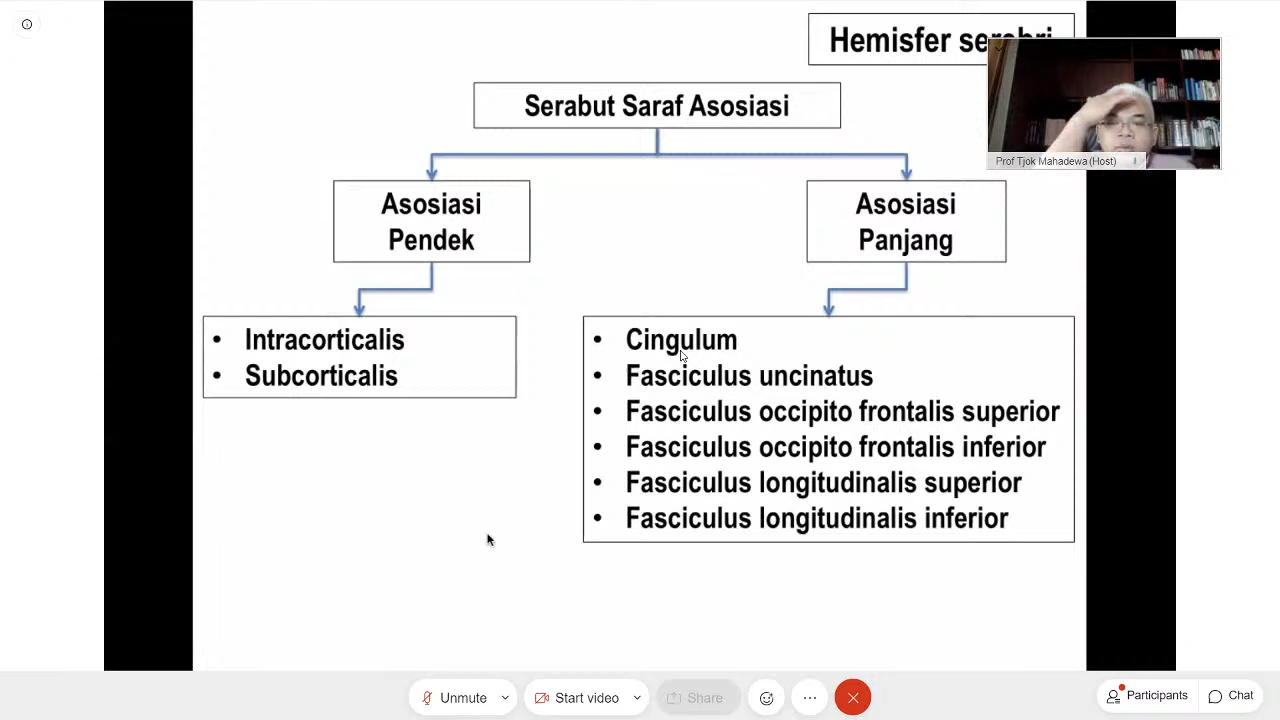 Hemisfer serebri
Prof Tjok Mahadewa (Host)
Serabut Saraf Asosiasi
Asosiasi
Pendek
Asosiasi
Panjang
• Intracorticalis
• Subcorticalis
• Cingulum
• Fasciculus uncinatus
• Fasciculus occipito frontalis superior
• Fasciculus occipito frontalis inferior
• Fasciculus longitudinalis superior
• Fasciculus longitudinalis inferior
Unmute
Start video
Share
Participants
Chat